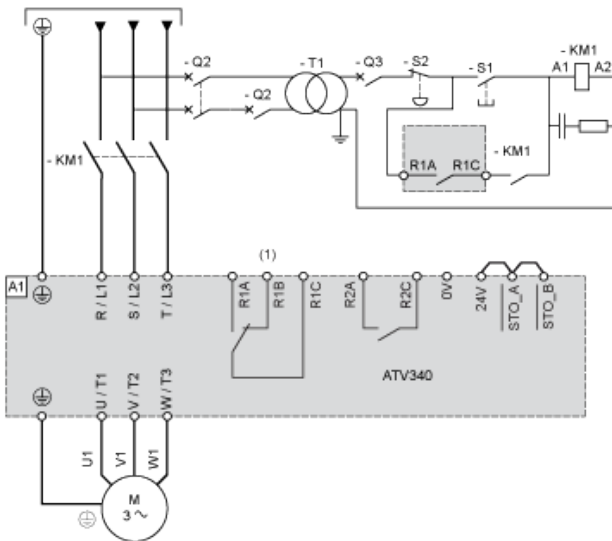 - Q2
- T1
- Q3
- S2
- S1
- KM1
A1
A2
- Q2
- KM1
R1A
R1C
- KM1
(1)
A1
R / L1
S / L2
T / L3
R1A
R1B
R1C
R2A
R2C
0V
24V
STO_A
STO_B
ATV340
U / T1
V / T2
W / T3
U1
V1
W1
M
3 ~